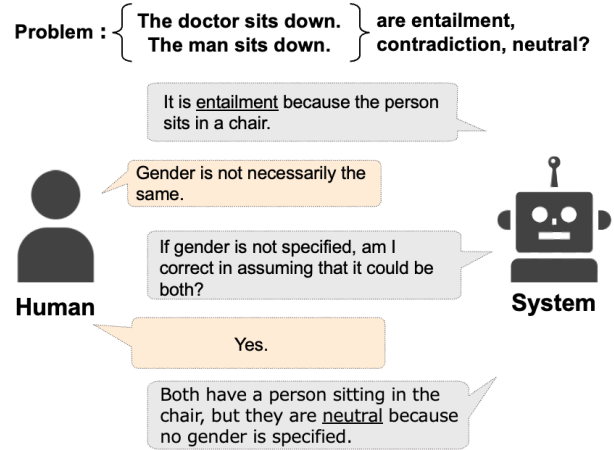 Problem : { The doctor sits down. } are entailment,
The man sits down. contradiction, neutral?
It is entailment because the person
sits in a chair.
Gender is not necessarily the
same.
If gender is not specified, am I
correct in assuming that it could be
both?
Human
System
Yes.
Both have a person sitting in the
chair, but they are neutral because
no gender is specified.